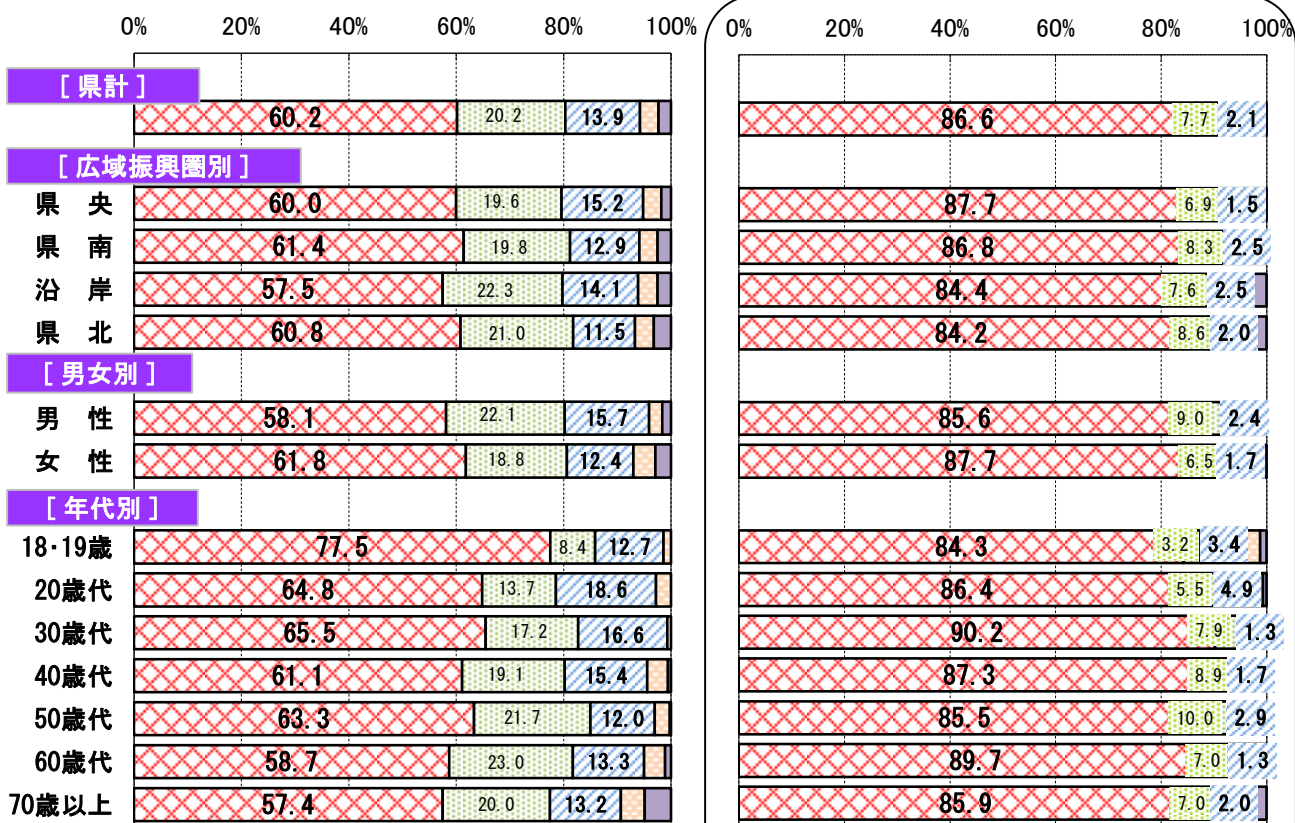 0% 20% 40% 60% 80% 100% 0% 20% 40% 60% 80% 100%
[ 県計 ]
60.2 20.2 13.9 86.6 7.7 2.1
[ 広域振興圏別 ]
県 央 60.0 19.6 15.2 87.7 6.9 1.5
県 南 61.4 19.8 12.9 86.8 8.3 2.5
沿 岸 57.5 22.3 14.1 84.4 7.6 2.5
県 北 60.8 21.0 11.5 84.2 8.6 2.0
[ 男女別 ]
男 性 58.1 22.1 15.7 85.6 9.0 2.4
女 性 61.8 18.8 12.4 87.7 6.5 1.7
[ 年代別 ]
18・19歳 77.5 8.4 12.7 84.3 3.2 3.4
20歳代 64.8 13.7 18.6 86.4 5.5 4.9
30歳代 65.5 17.2 16.6 90.2 7.9 1.3
40歳代 61.1 19.1 15.4 87.3 8.9 1.7
50歳代 63.3 21.7 12.0 85.5 10.0 2.9
60歳代 58.7 23.0 13.3 89.7 7.0 1.3
70歳以上 57.4 20.0 13.2 85.9 7.0 2.0